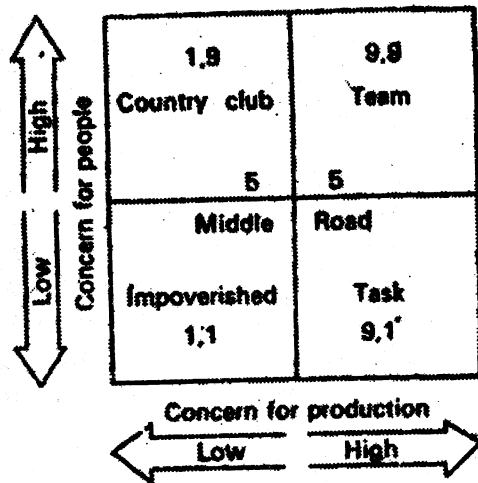 1,9 9,9
Country club Team
5 5
Middle Road
Impoverished Task
1,1 9,1
High
Low
Concern for people
Concern for production
Low High